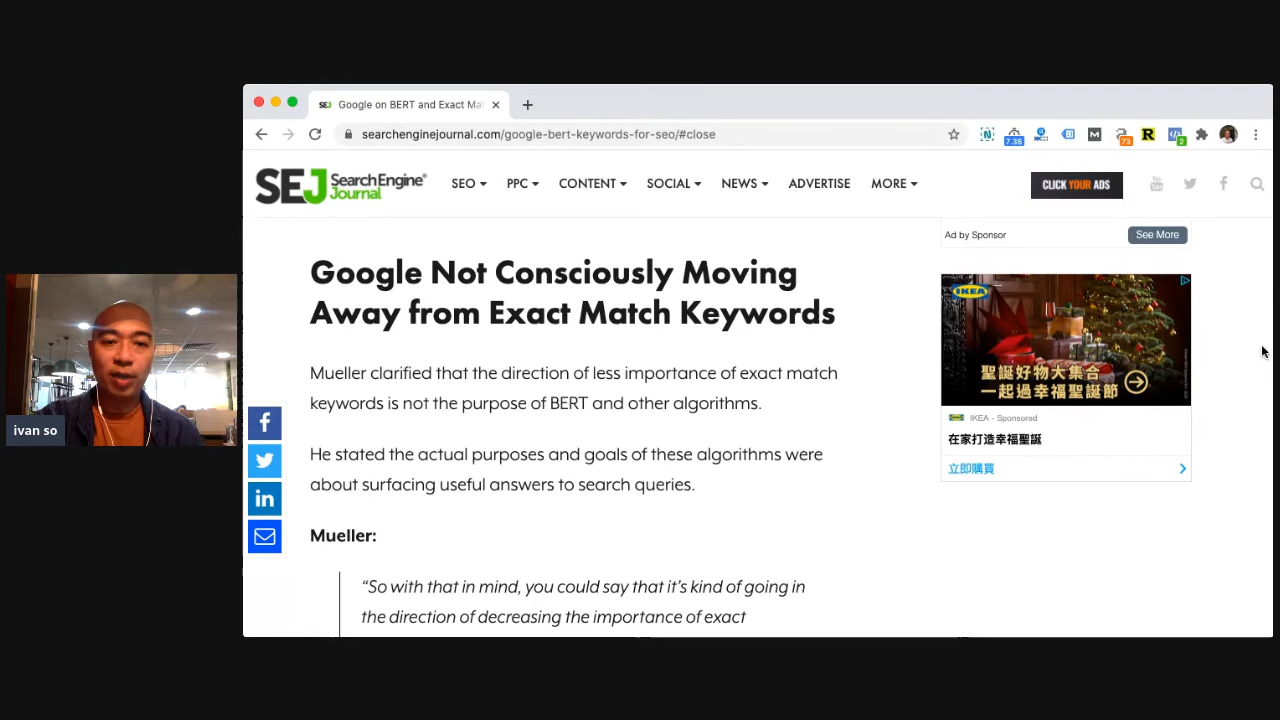 SEJ Google on BERT and Exact Ma
searchenginejournal.com/google-bert-keywords-for-seo/#close
7.36
M
73
R
2
SEJ Search Engine Journal
SEO PPC CONTENT SOCIAL NEWS ADVERTISE MORE
CLICK YOUR ADS
You Tube
Ad by Sponsor
See More
Google Not Consciously Moving
Away from Exact Match Keywords
IKEA
聖誕好物大集合
一起過幸福聖誕節
Mueller clarified that the direction of less importance of exact match
keywords is not the purpose of BERT and other algorithms.
IKEA - Sponsored
在家打造幸福聖誕
立即購買
ivan so
He stated the actual purposes and goals of these algorithms were
about surfacing useful answers to search queries.
Mueller:
“So with that in mind, you could say that it’s kind of going in
the direction of decreasing the importance of exact